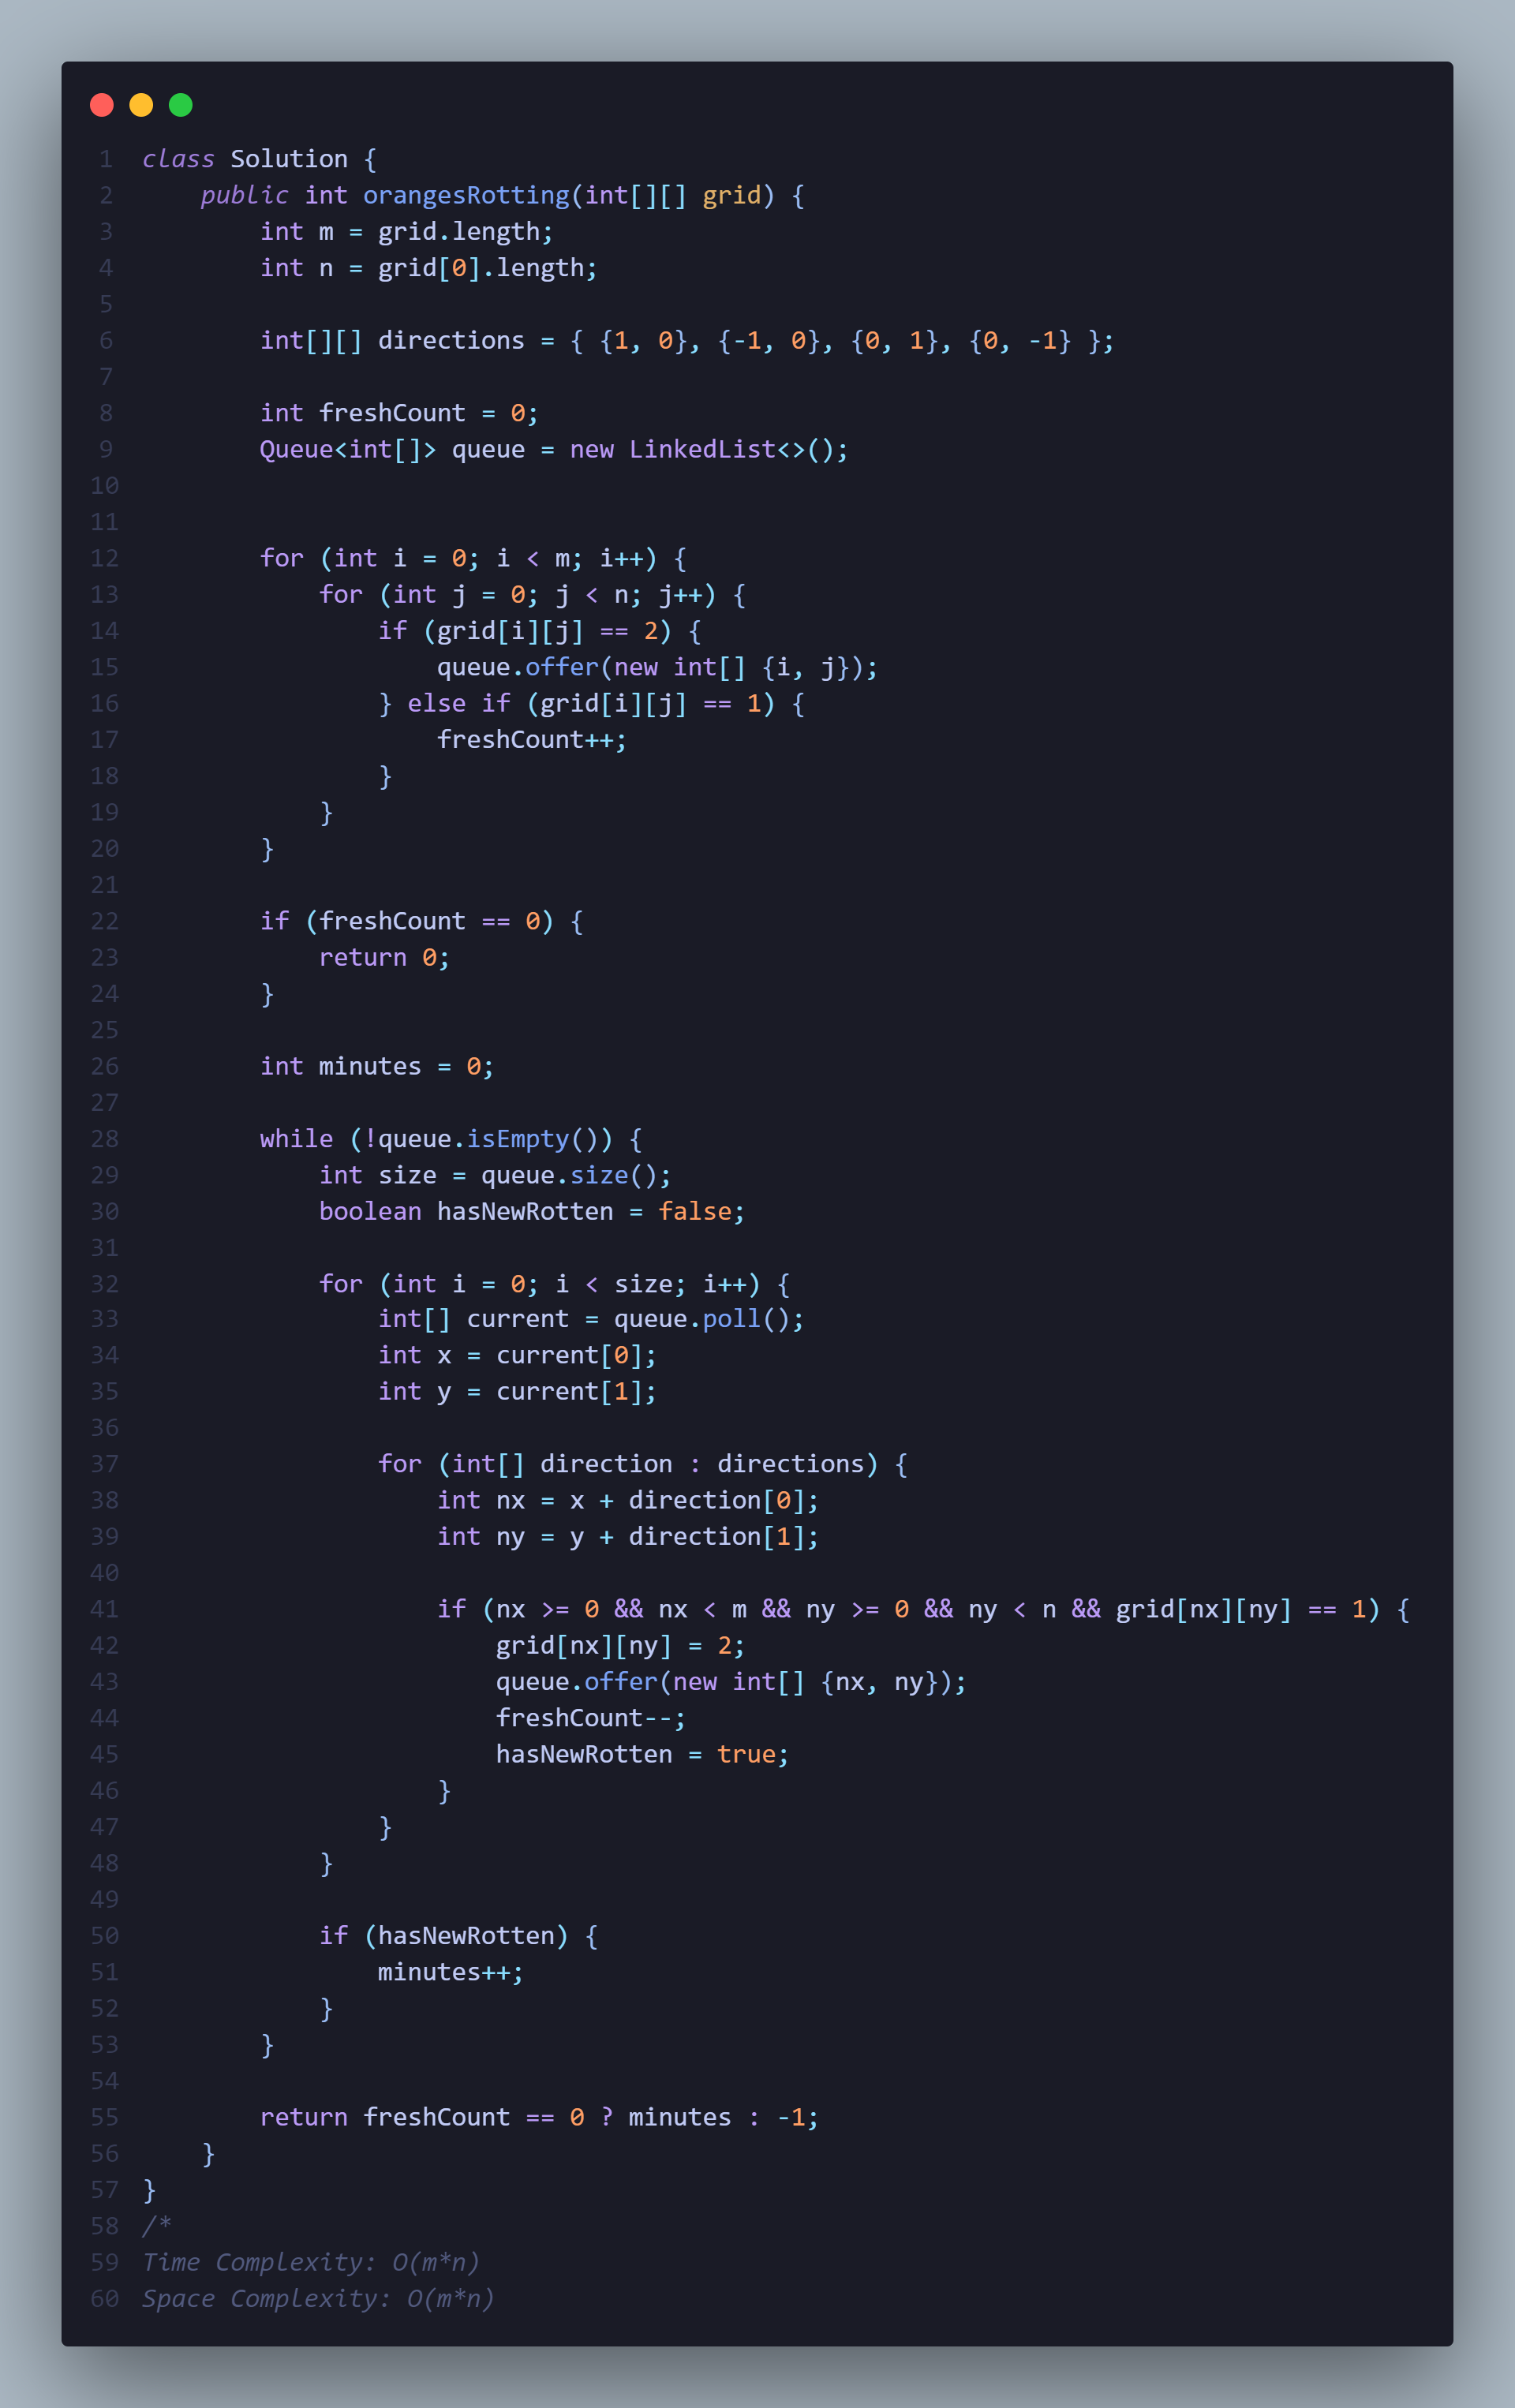 1 class Solution {
2     public int orangesRotting(int[][] grid) {
3         int m = grid.length;
4         int n = grid[0].length;
5
6         int[][] directions = { {1, 0}, {-1, 0}, {0, 1}, {0, -1} };
7
8         int freshCount = 0;
9         Queue<int[]> queue = new LinkedList<>();
10
11
12         for (int i = 0; i < m; i++) {
13             for (int j = 0; j < n; j++) {
14                 if (grid[i][j] == 2) {
15                     queue.offer(new int[] {i, j});
16                 } else if (grid[i][j] == 1) {
17                     freshCount++;
18                 }
19             }
20         }
21
22         if (freshCount == 0) {
23             return 0;
24         }
25
26         int minutes = 0;
27
28         while (!queue.isEmpty()) {
29             int size = queue.size();
30             boolean hasNewRotten = false;
31
32             for (int i = 0; i < size; i++) {
33                 int[] current = queue.poll();
34                 int x = current[0];
35                 int y = current[1];
36
37                 for (int[] direction : directions) {
38                     int nx = x + direction[0];
39                     int ny = y + direction[1];
40
41                     if (nx >= 0 && nx < m && ny >= 0 && ny < n && grid[nx][ny] == 1) {
42                         grid[nx][ny] = 2;
43                         queue.offer(new int[] {nx, ny});
44                         freshCount--;
45                         hasNewRotten = true;
46                     }
47                 }
48             }
49
50             if (hasNewRotten) {
51                 minutes++;
52             }
53         }
54
55         return freshCount == 0 ? minutes : -1;
56     }
57 }
58 /*
59 Time Complexity: O(m*n)
60 Space Complexity: O(m*n)